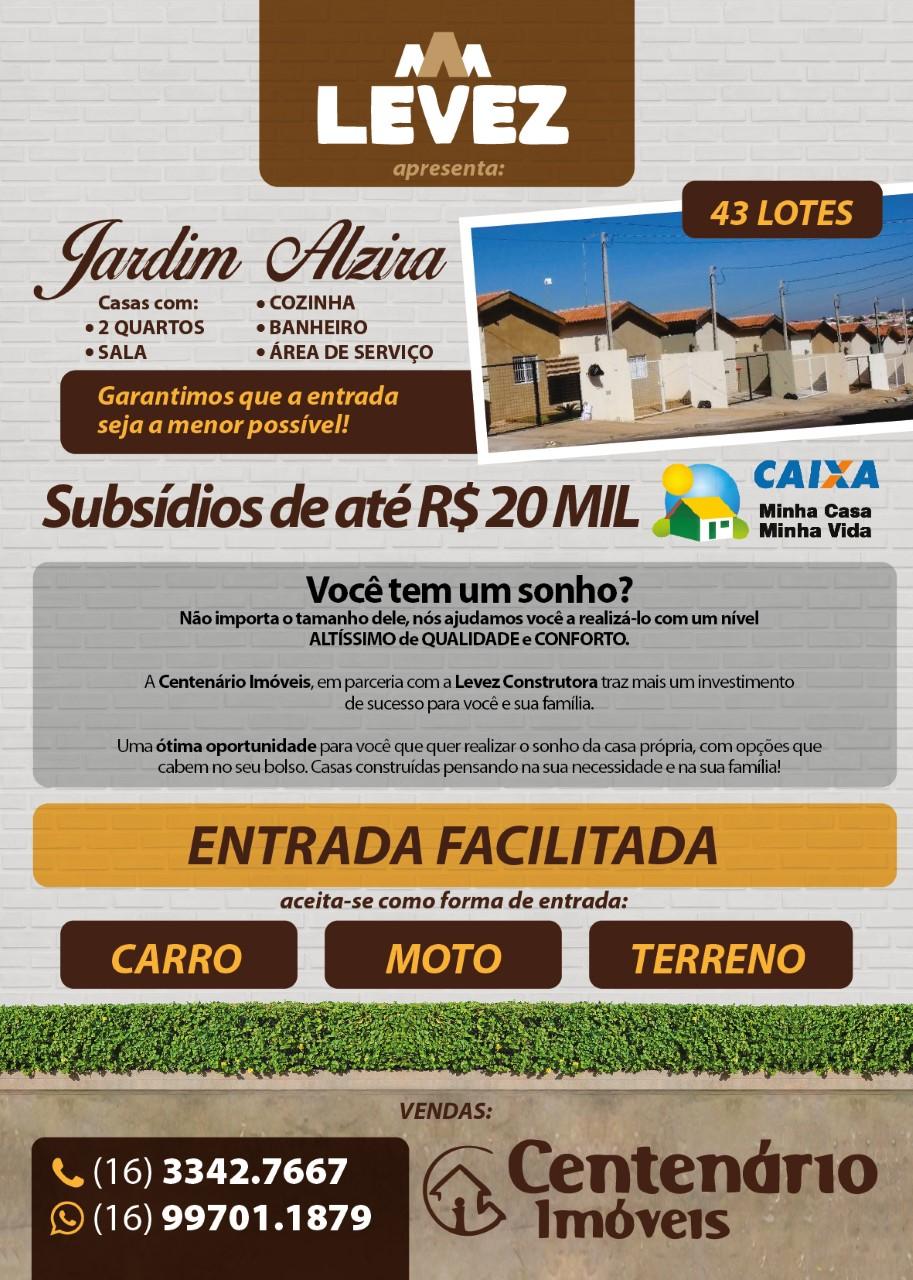 LEVEZ
apresenta:
43 LOTES
Jardim Alzira
Casas com:
• 2 QUARTOS
• SALA
• COZINHA
• BANHEIRO
• ÁREA DE SERVIÇO
Garantimos que a entrada
seja a menor possível!
Subsídios de até R$ 20 MIL
CAIXA
Minha Casa
Minha Vida
Você tem um sonho?
Não importa o tamanho dele, nós ajudamos você a realizá-lo com um nível
ALTÍSSIMO de QUALIDADE e CONFORTO.
A Centenário Imóveis, em parceria com a Levez Construtora traz mais um investimento
de sucesso para você e sua família.
Uma ótima oportunidade para você que quer realizar o sonho da casa própria, com opções que
cabem no seu bolso. Casas construídas pensando na sua necessidade e na sua família!
ENTRADA FACILITADA
aceita-se como forma de entrada:
CARRO
MOTO
TERRENO
VENDAS:
(16) 3342.7667
(16) 99701.1879
Centenário
Imóveis